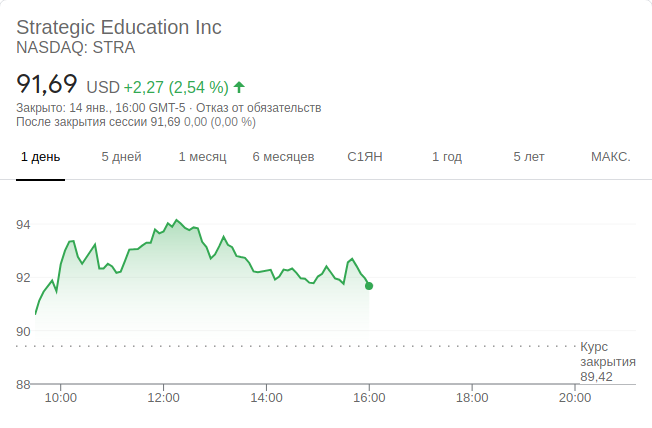 Strategic Education Inc
NASDAQ: STRA
91,69 USD +2,27 (2,54 %)
Закрыто: 14 янв., 16:00 GMT-5 · Отказ от обязательств
После закрытия сессии 91,69 0,00 (0,00 %)
1 день 5 дней 1 месяц 6 месяцев С1ЯН 1 год 5 лет МАКС.
94
92
90
Курс
закрытия
89,42
88
10:00 12:00 14:00 16:00 18:00 20:00